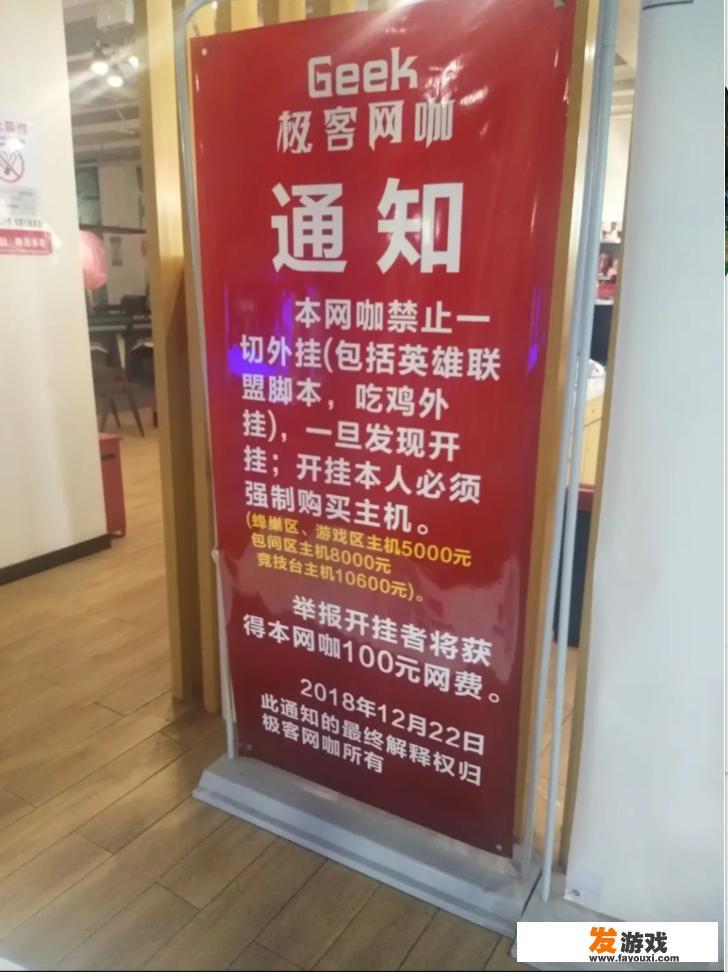 Geek
极客网咖
通知
本网咖禁止一
切外挂(包括英雄联
盟脚本，吃鸡外
挂)，一旦发现开
挂；开挂本人必须
强制购买主机。
(蜂巢区、游戏区主机5000元
包间区主机8000元
竞技台主机10600元)。
举报开挂者将获
得本网咖100元网费。
2018年12月22日
此通知的最终解释权归
极客网咖所有
发游戏
www.fayouxi.com